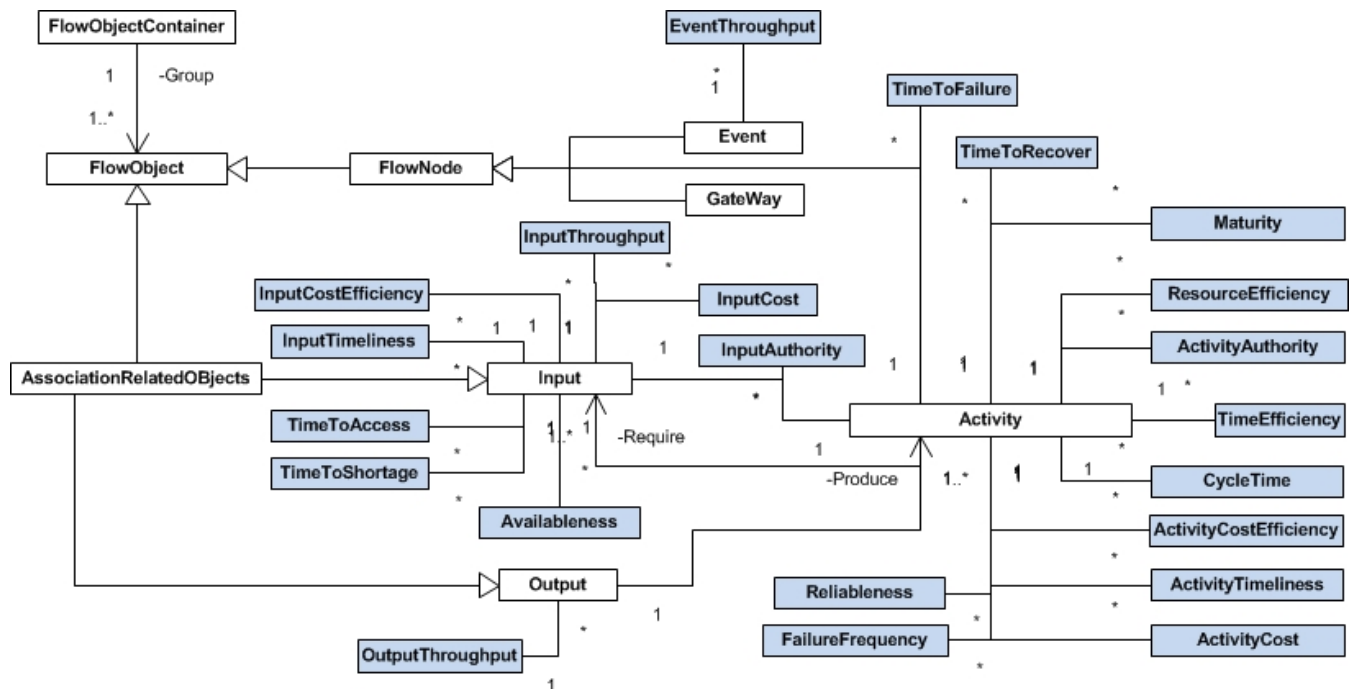 FlowObjectContainer
EventThroughput
1
-Group
*
1
TimeToFailure
1..*
Event
*
TimeToRecover
FlowObject
FlowNode
GateWay
*
*
Maturity
InputThroughput
*
*
InputCostEfficiency
*
InputCost
ResourceEfficiency
*
*
InputTimeliness
1
1
1
1
InputAuthority
ActivityAuthority
1
1
1
AssociationRelatedOBjects
*
Input
*
1
*
Activity
TimeEfficiency
TimeToAccess
1
1..*
1
-Require
1
*
*
TimeToShortage
*
-Produce
1..*
1
1
CycleTime
*
*
Availableness
ActivityCostEfficiency
*
Output
ActivityTimeliness
Reliableness
*
1
*
*
FailureFrequency
ActivityCost
OutputThroughput
*
1